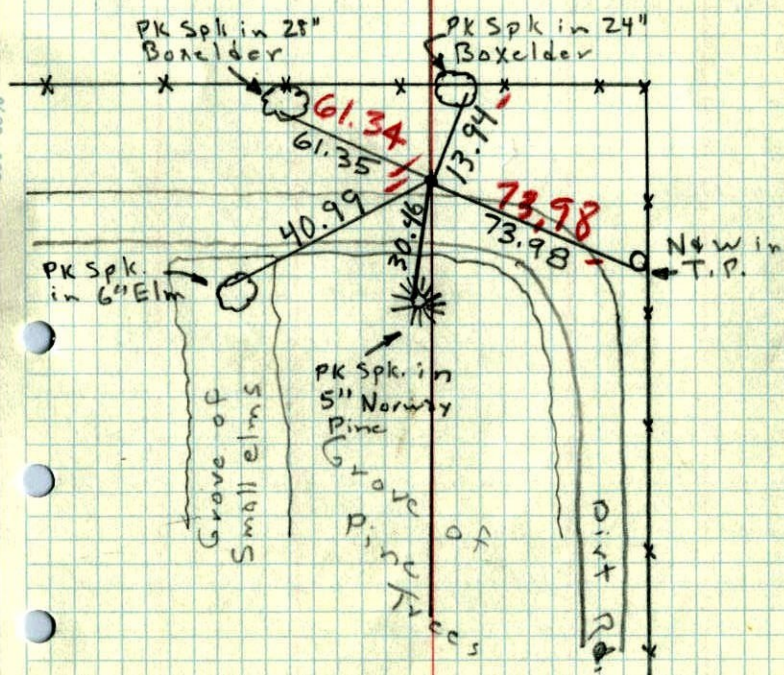 PK Spk in 28"
Boxelder
PK Spk in 24"
Boxelder
61.34
61.35
13.94
73.98
73.98
40.99
30.46
N&W in
T.P.
PK Spk.
in 6" Elm
PK Spk. in
5" Norway
Pine
Grove of
Small elms
Grove of
Pine Trees
Dirt Rd.